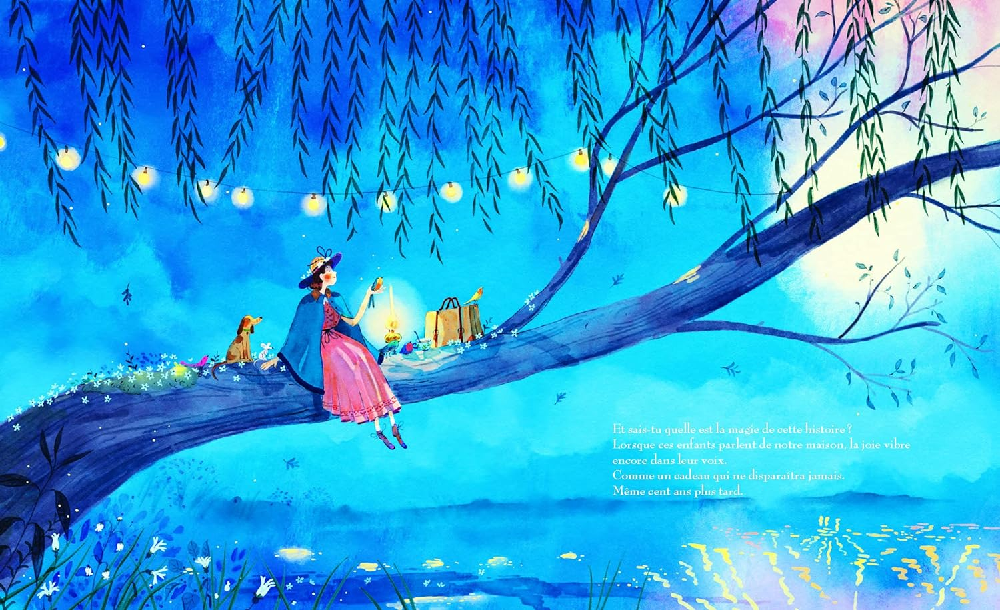 Et sais-tu quelle est la magie de cette histoire ?
Lorsque ces enfants parlent de notre maison, la joie vibre
encore dans leur voix.
Comme un cadeau qui ne disparaîtra jamais.
Même cent ans plus tard.